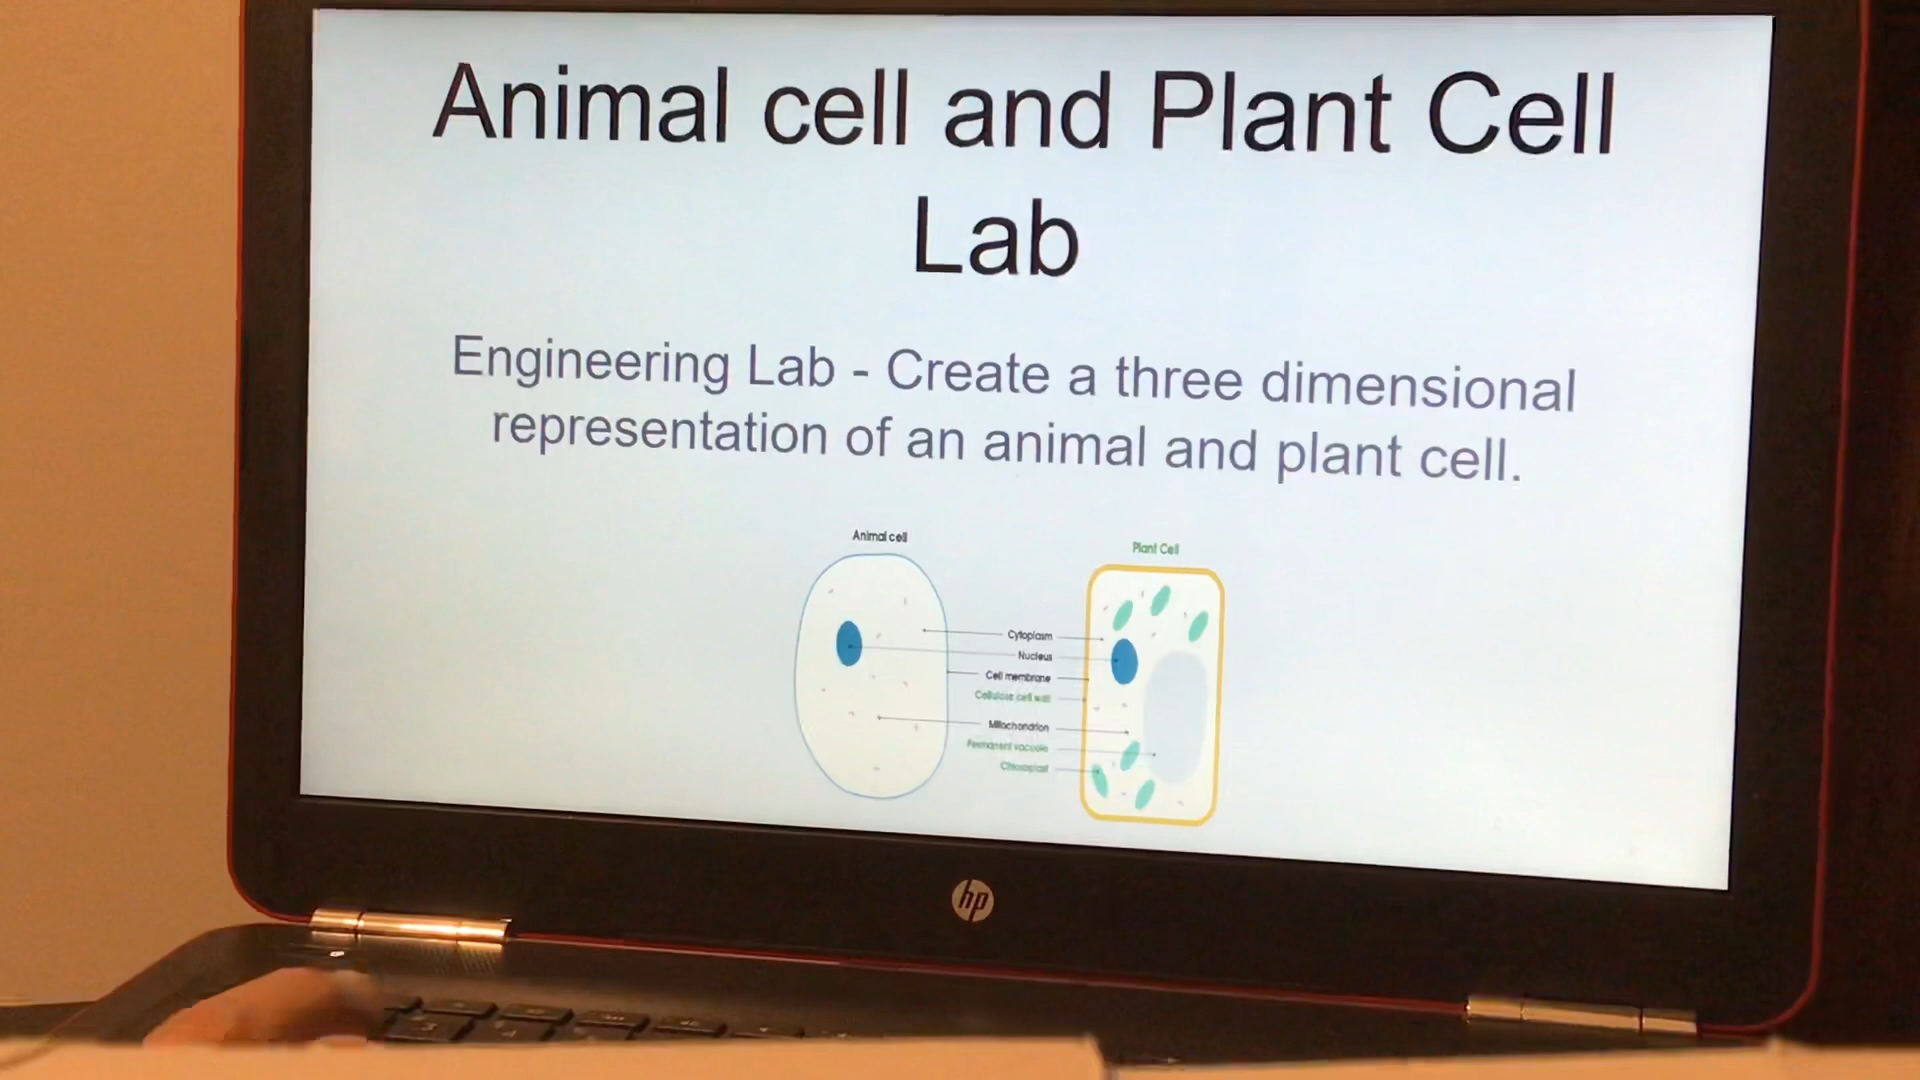 Animal cell and Plant Cell
Lab
Engineering Lab - Create a three dimensional
representation of an animal and plant cell.
Animal cell
Plant Cell
Cytoplasm
Nucleus
Cell membrane
Cellulose cell wall
Mitochondrion
Permanent vacuole
Chloroplast
hp